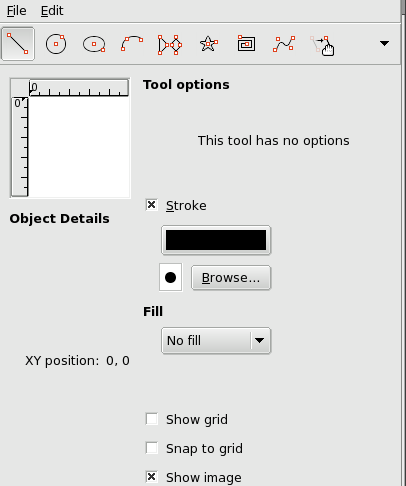 File Edit
0
0
Tool options
This tool has no options
Stroke
Browse...
Object Details
Fill
No fill
XY position: 0, 0
Show grid
Snap to grid
Show image